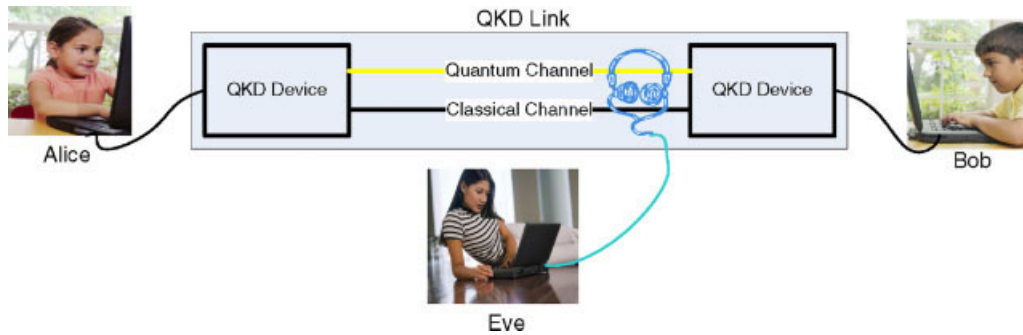 QKD Link
QKD Device
Quantum Channel
Classical Channel
QKD Device
Alice
Bob
Eve